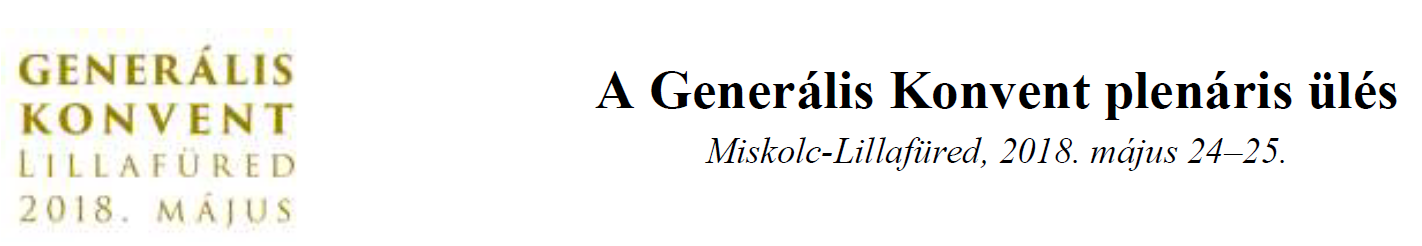 GENERÁLIS
KONVENT
LILLAFÜRED
2018. MÁJUS
A Generális Konvent plenáris ülés
Miskolc-Lillafüred, 2018. május 24–25.